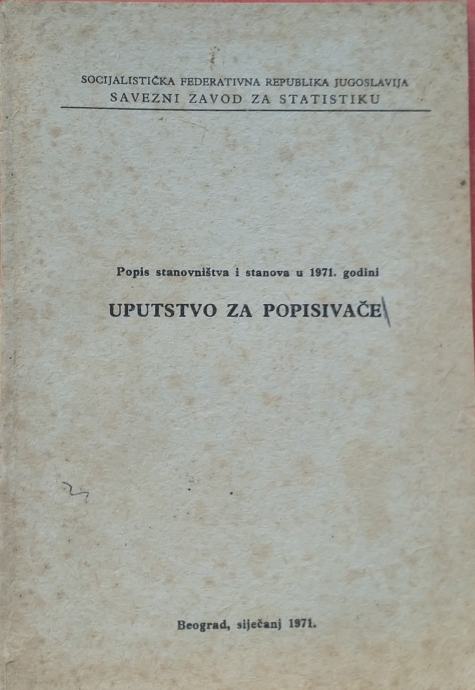 SOCIJALISTIČKA FEDERATIVNA REPUBLIKA JUGOSLAVIJA
SAVEZNI ZAVOD ZA STATISTIKU
Popis stanovništva i stanova u 1971. godini
UPUTSTVO ZA POPISIVAČE
Beograd, siječanj 1971.